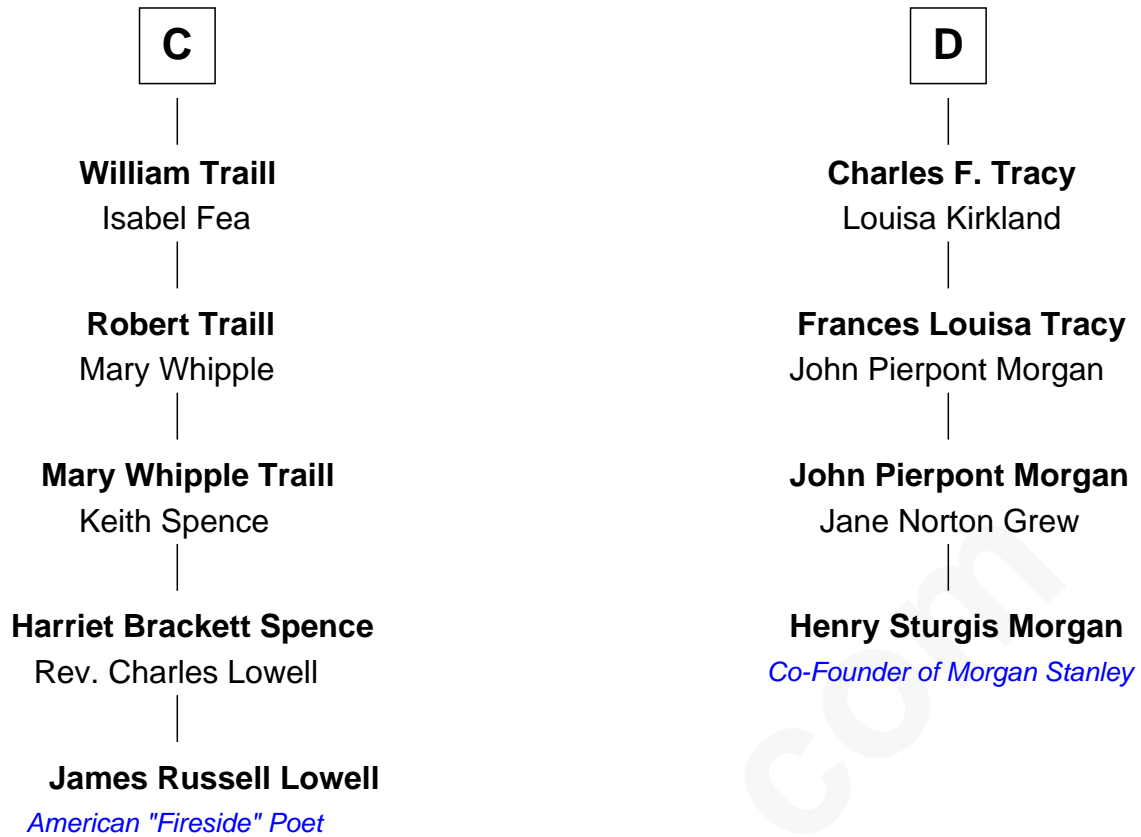 C
William Traill
Isabel Fea
Robert Traill
Mary Whipple
Mary Whipple Traill
Keith Spence
Harriet Brackett Spence
Rev. Charles Lowell
James Russell Lowell
American "Fireside" Poet
D
Charles F. Tracy
Louisa Kirkland
Frances Louisa Tracy
John Pierpont Morgan
John Pierpont Morgan
Jane Norton Grew
Henry Sturgis Morgan
Co-Founder of Morgan Stanley
com